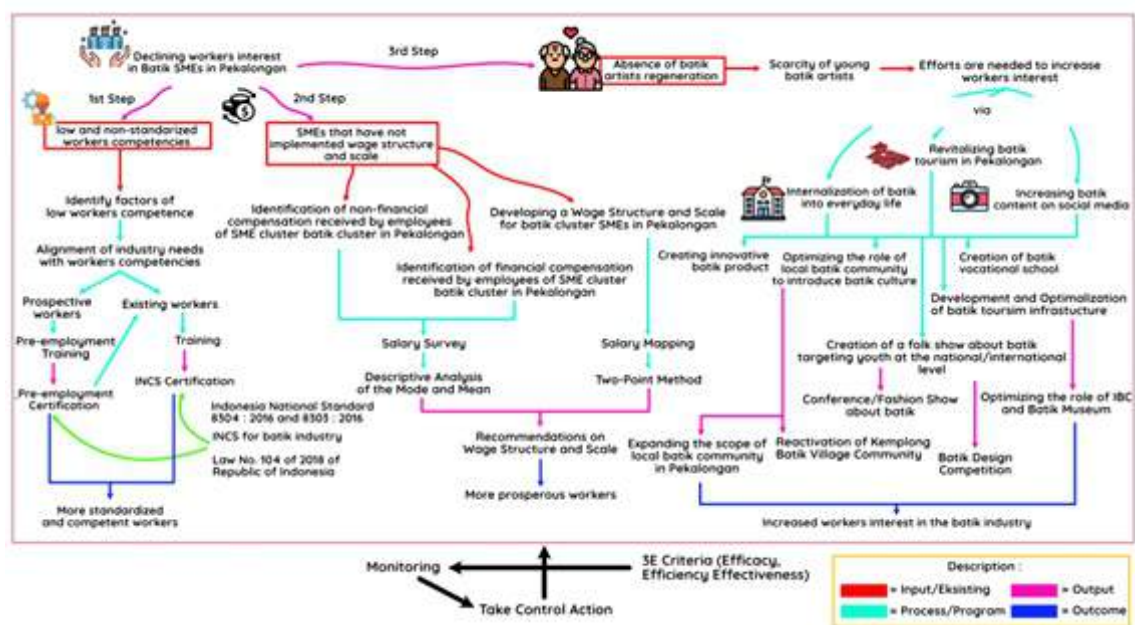 Declining workers interest
in Batik SMEs in Pekalongan
3rd Step
Absence of batik
artists regeneration
Scarcity of young
batik artists
Efforts are needed to increase
workers interest
1st Step
2nd Step
via
low and non-standarized
workers competencies
SMEs that have not
implemented wage structure
and scale
Revitalizing batik
tourism in Pekalongan
Internalization of batik
into everyday life
Increasing batik
content on social media
Identify factors of
low workers competence
Identification of non-financial
compensation received by employees
of SME cluster batik cluster in Pekalongan
Developing a Wage Structure and Scale
for batik cluster SMEs in Pekalongan
Alignment of industry needs
with workers competencies
Identification of financial compensation
received by employees of SME cluster
batik cluster in Pekalongan
Creating innovative
batik product
Optimizing the role of
local batik community
to introduce batik culture
Creation of batik
vocational school
Development and Optimalization
of batik toursim infrastucture
Prospective
workers
Existing workers
Pre-employment
Training
Training
Salary Survey
Salary Mapping
Creation of a folk show about batik
targeting youth at the national/international
level
Pre-employment
Certification
INCS Certification
Descriptive Analysis
of the Mode and Mean
Two-Point Method
Conference/Fashion Show
about batik
Optimizing the role of IBC
and Batik Museum
Indonesia National Standard
8304 : 2016 and 8303 : 2016
INCS for batik industry
Law No. 104 of 2018 of
Republic of Indonesia
Recommendations on
Wage Structure and Scale
Expanding the scope of
local batik community
in Pekalongan
Reactivation of Kemplong
Batik Village Community
Batik Design
Competition
More standardized
and competent workers
More prosperous workers
Increased workers interest in the batik industry
Monitoring
3E Criteria (Efficacy,
Efficiency Effectiveness)
Take Control Action
Description :
= Input/Eksisting
= Output
= Process/Program
= Outcome